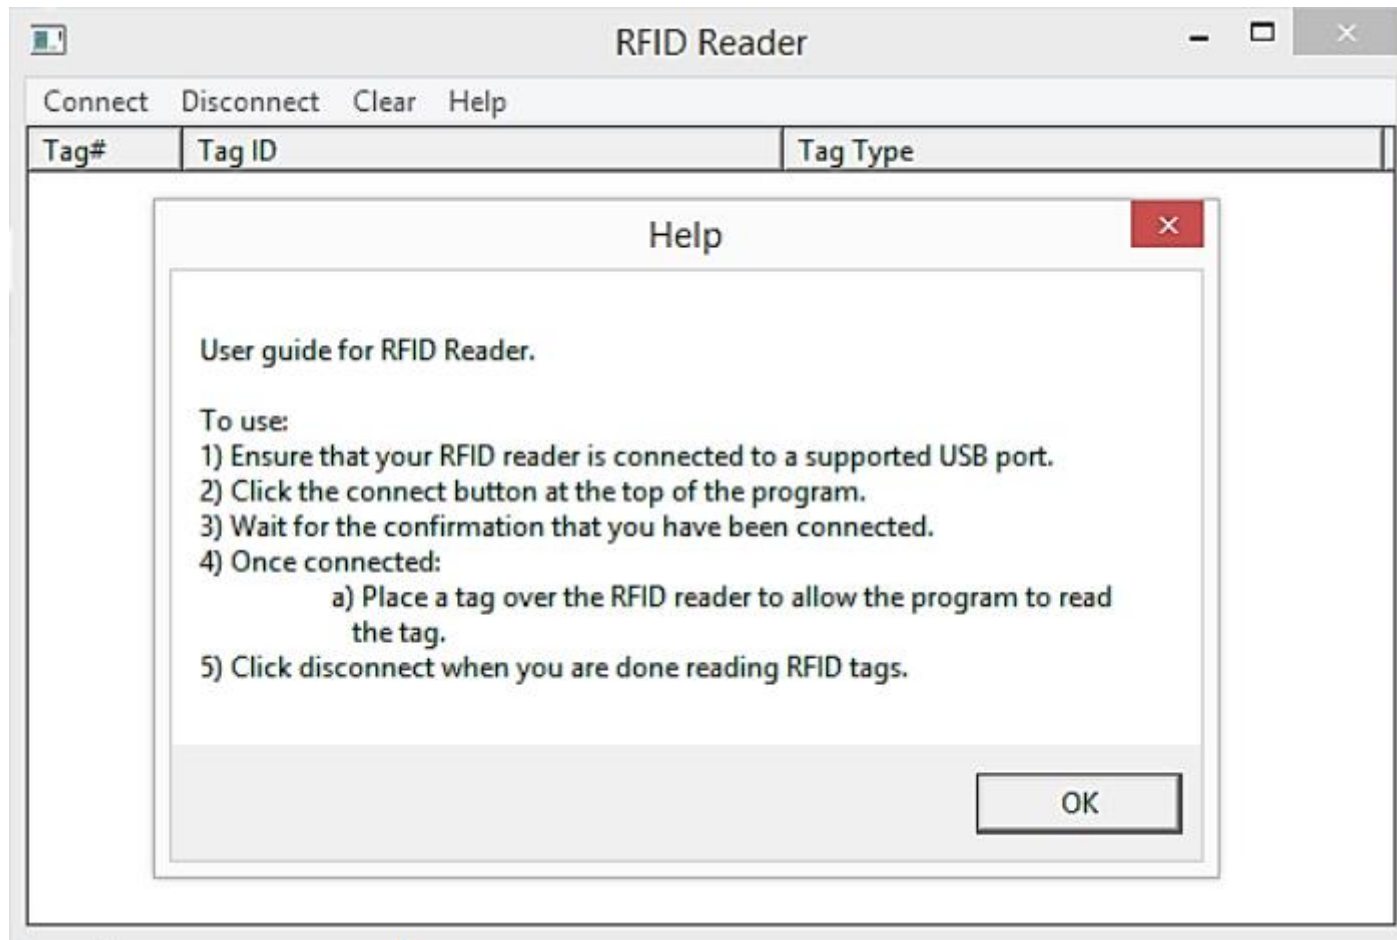 RFID Reader
Connect Disconnect Clear Help
Tag# Tag ID Tag Type
Help
User guide for RFID Reader.
To use:
1) Ensure that your RFID reader is connected to a supported USB port.
2) Click the connect button at the top of the program.
3) Wait for the confirmation that you have been connected.
4) Once connected:
a) Place a tag over the RFID reader to allow the program to read
the tag.
5) Click disconnect when you are done reading RFID tags.
OK